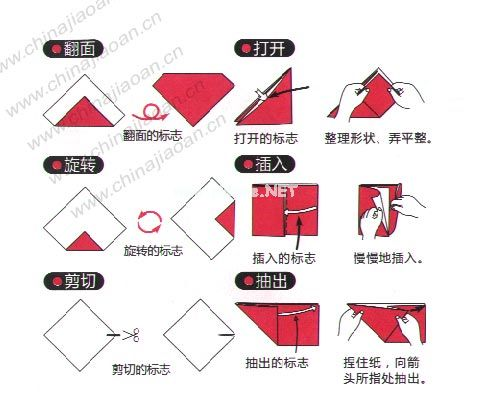 翻面
打开
翻面的标志
打开的标志
整理形状、弄平整。
旋转
插入
旋转的标志
插入的标志
慢慢地插入。
剪切
抽出
剪切的标志
抽出的标志
捏住纸，向箭
头所指处抽出。
www.chinajiaoan.cn
www.chinajiaoan.cn
www.chinajiaoan.cn
.NET